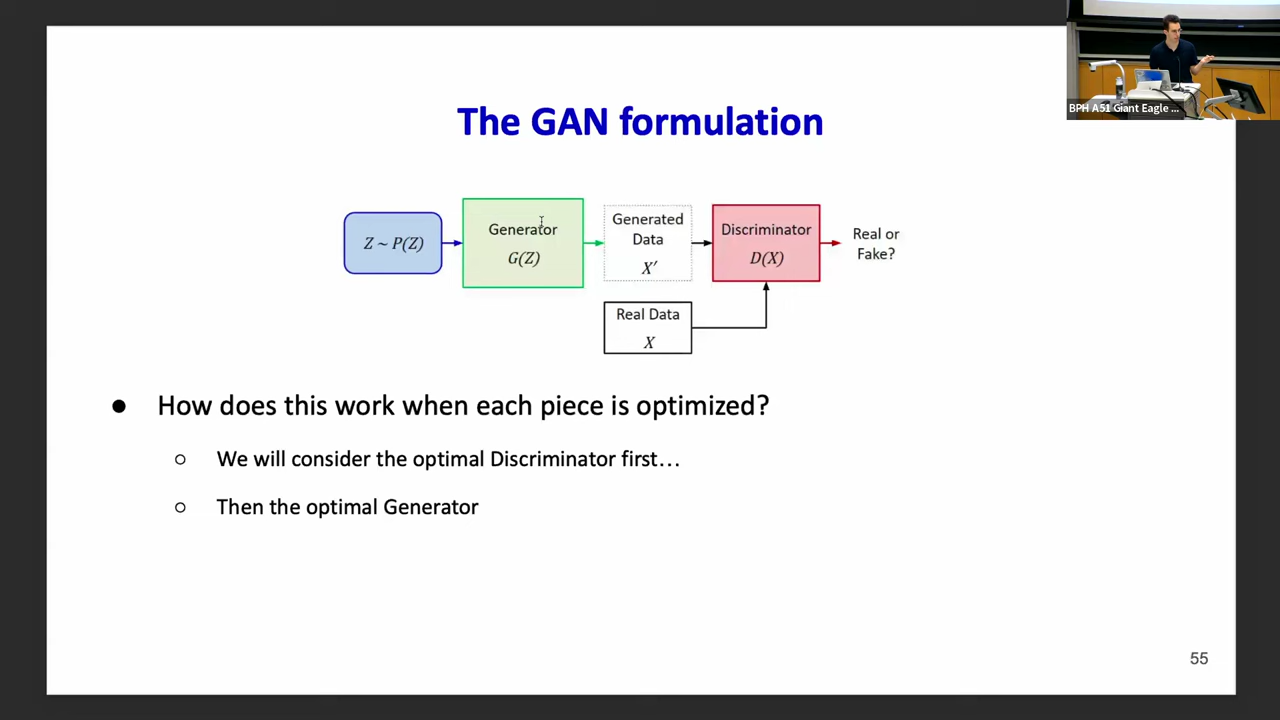 BPH A51 Giant Eagle ...
The GAN formulation
Z ~ P(Z)
Generator
G(Z)
Generated
Data
X′
Discriminator
D(X)
Real or
Fake?
Real Data
X
● How does this work when each piece is optimized?
○ We will consider the optimal Discriminator first…
○ Then the optimal Generator
55